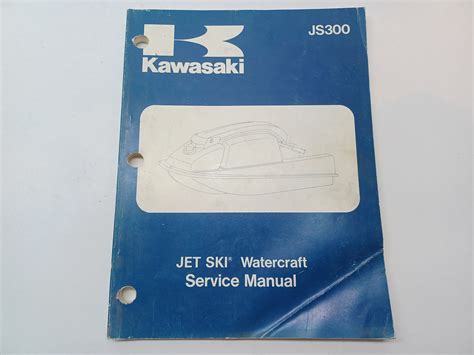 JS300
Kawasaki
JET SKI® Watercraft
Service Manual